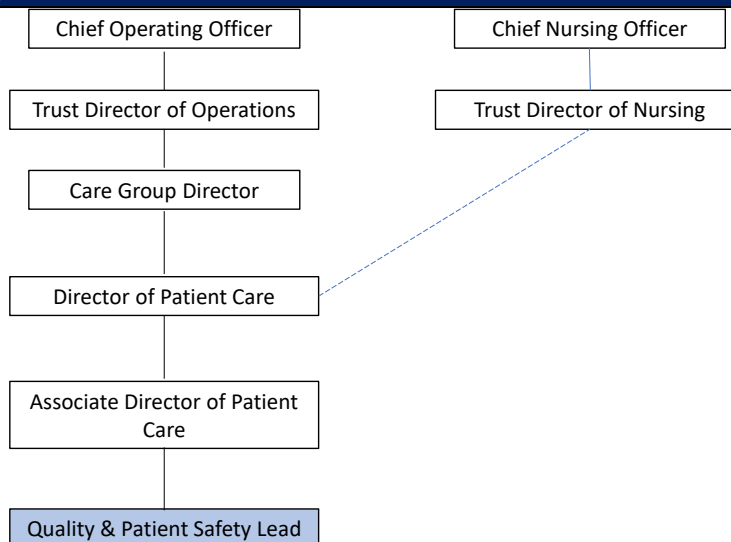 Chief Operating Officer
Chief Nursing Officer
Trust Director of Operations
Trust Director of Nursing
Care Group Director
Director of Patient Care
Associate Director of Patient
Care
Quality & Patient Safety Lead